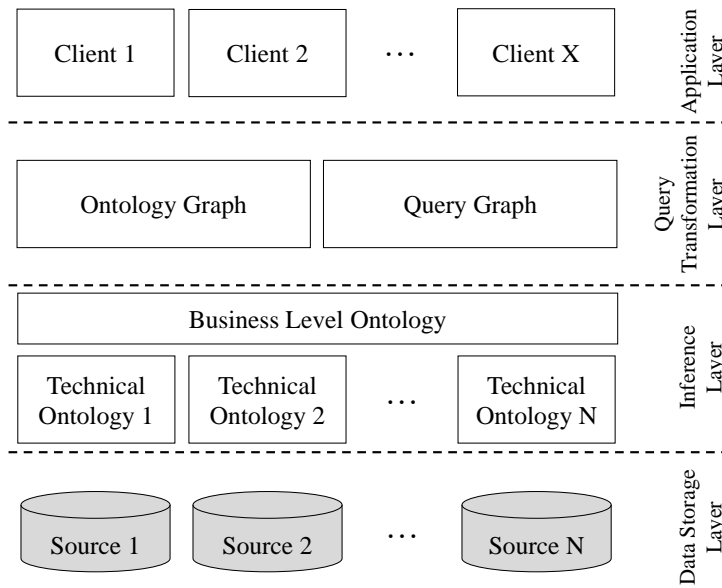 Client 1
Client 2
...
Client X
Application
Layer
Ontology Graph
Query Graph
Query
Transformation
Layer
Business Level Ontology
Technical
Ontology 1
Technical
Ontology 2
...
Technical
Ontology N
Inference
Layer
Source 1
Source 2
...
Source N
Data Storage
Layer